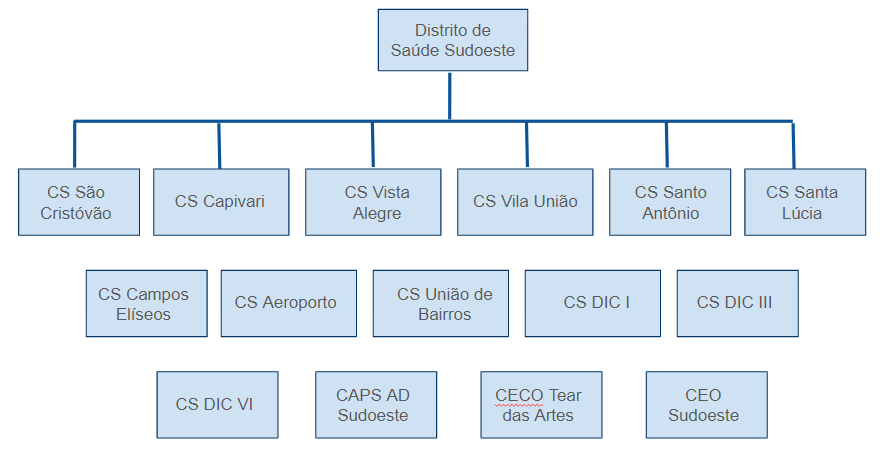 Distrito de
Saúde Sudoeste
CS São
Cristóvão
CS Capivari
CS Vista
Alegre
CS Vila União
CS Santo
Antônio
CS Santa
Lúcia
CS Campos
Elíseos
CS Aeroporto
CS União de
Bairros
CS DIC I
CS DIC III
CS DIC VI
CAPS AD
Sudoeste
CECO Tear
das Artes
CEO
Sudoeste